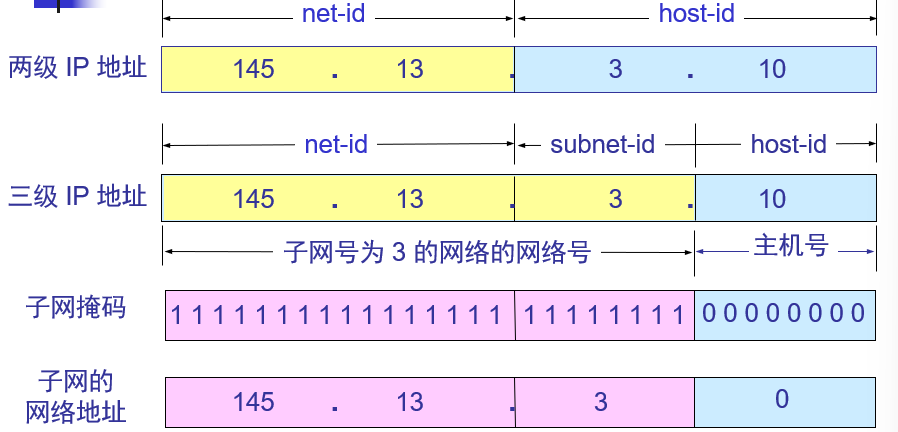 net-id host-id
两级 IP 地址 145 . 13 . 3 . 10
net-id subnet-id host-id
三级 IP 地址 145 . 13 . 3 . 10
子网号为 3 的网络的网络号 主机号
子网掩码 1 1 1 1 1 1 1 1 1 1 1 1 1 1 1 1 1 1 1 1 1 1 1 1 0 0 0 0 0 0 0 0
子网的
网络地址 145 . 13 . 3 0